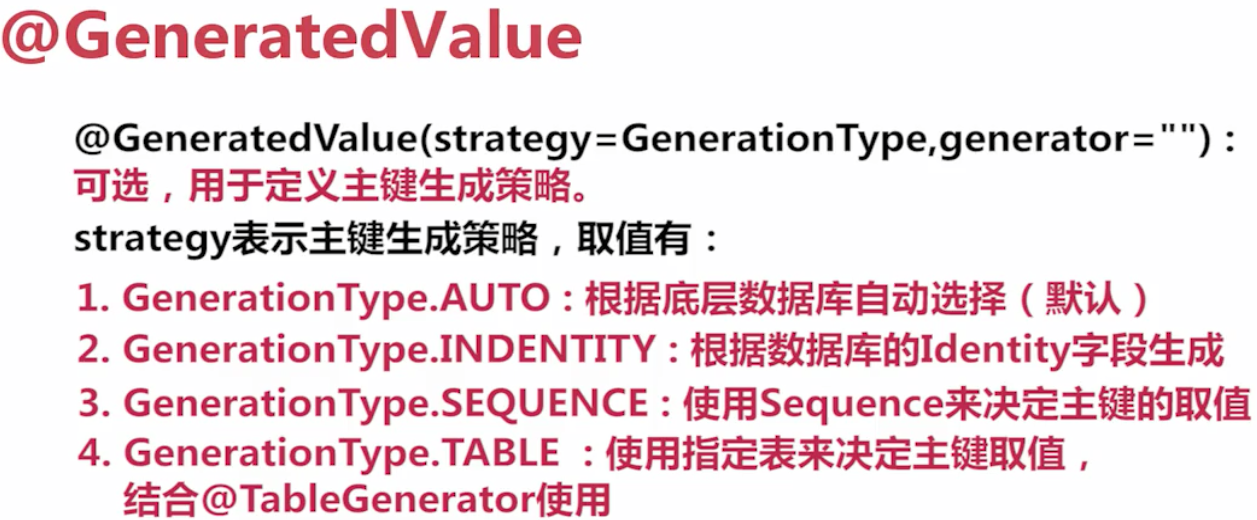 @GeneratedValue
@GeneratedValue(strategy=GenerationType,generator="")：
可选，用于定义主键生成策略。
strategy表示主键生成策略，取值有：
1. GenerationType.AUTO：根据底层数据库自动选择（默认）
2. GenerationType.INDENTITY：根据数据库的Identity字段生成
3. GenerationType.SEQUENCE：使用Sequence来决定主键的取值
4. GenerationType.TABLE ：使用指定表来决定主键取值，
结合@TableGenerator使用